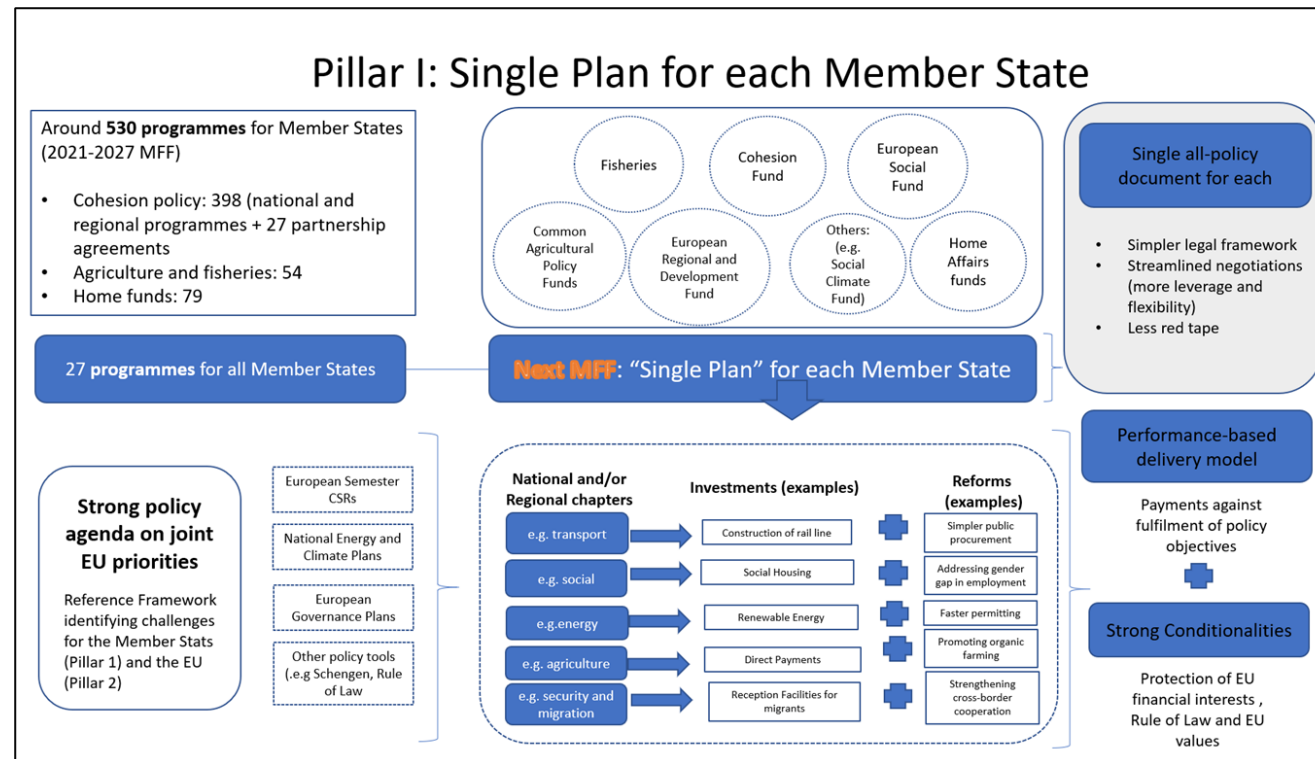 Pillar I: Single Plan for each Member State
Around 530 programmes for Member States
(2021-2027 MFF)
• Cohesion policy: 398 (national and
regional programmes + 27 partnership
agreements
• Agriculture and fisheries: 54
• Home funds: 79
Fisheries
Cohesion
Fund
European
Social
Fund
Common
Agricultural
Policy
Funds
European
Regional and
Development
Fund
Others:
(e.g.
Social
Climate
Fund)
Home
Affairs
funds
Single all-policy
document for each
• Simpler legal framework
• Streamlined negotiations
(more leverage and
flexibility)
• Less red tape
27 programmes for all Member States
Next MFF: “Single Plan” for each Member State
Strong policy
agenda on joint
EU priorities
Reference Framework
identifying challenges
for the Member Stats
(Pillar 1) and the EU
(Pillar 2)
European Semester
CSRs
National Energy and
Climate Plans
European
Governance Plans
Other policy tools
(.e.g Schengen, Rule
of Law
National and/or
Regional chapters
Investments (examples)
Reforms
(examples)
e.g. transport
Construction of rail line
Simpler public
procurement
e.g. social
Social Housing
Addressing gender
gap in employment
e.g.energy
Renewable Energy
Faster permitting
e.g. agriculture
Direct Payments
Promoting organic
farming
e.g. security and
migration
Reception Facilities for
migrants
Strengthening
cross-border
cooperation
Performance-based
delivery model
Payments against
fulfilment of policy
objectives
Strong Conditionalities
Protection of EU
financial interests ,
Rule of Law and EU
values